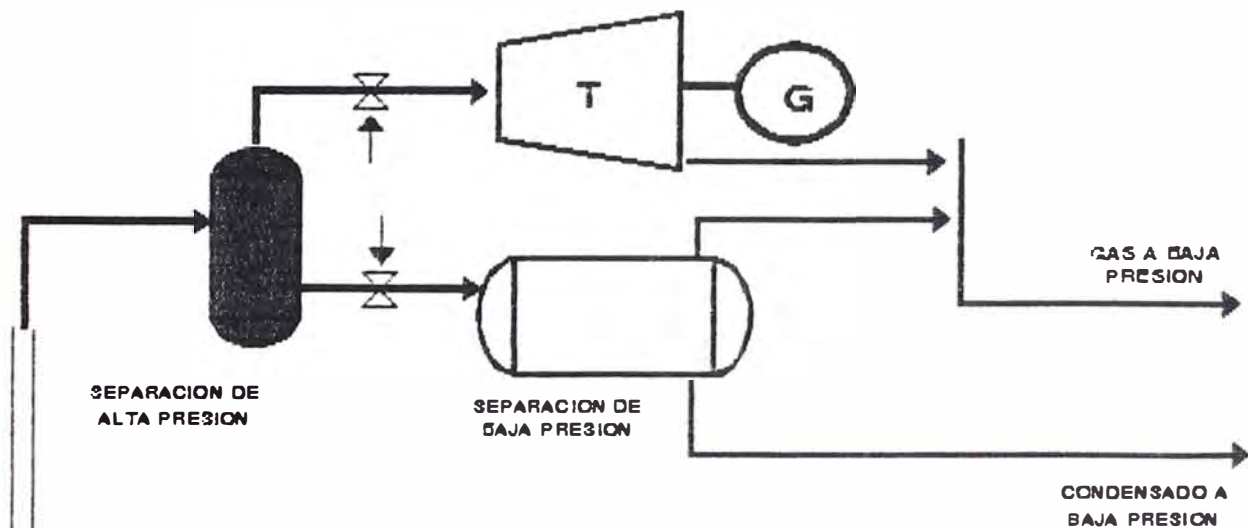 T
G
GAS A BAJA
PRESION
SEPARACION DE
ALTA PRESION
SEPARACION DE
BAJA PRESION
CONDENSADO A
BAJA PRESION